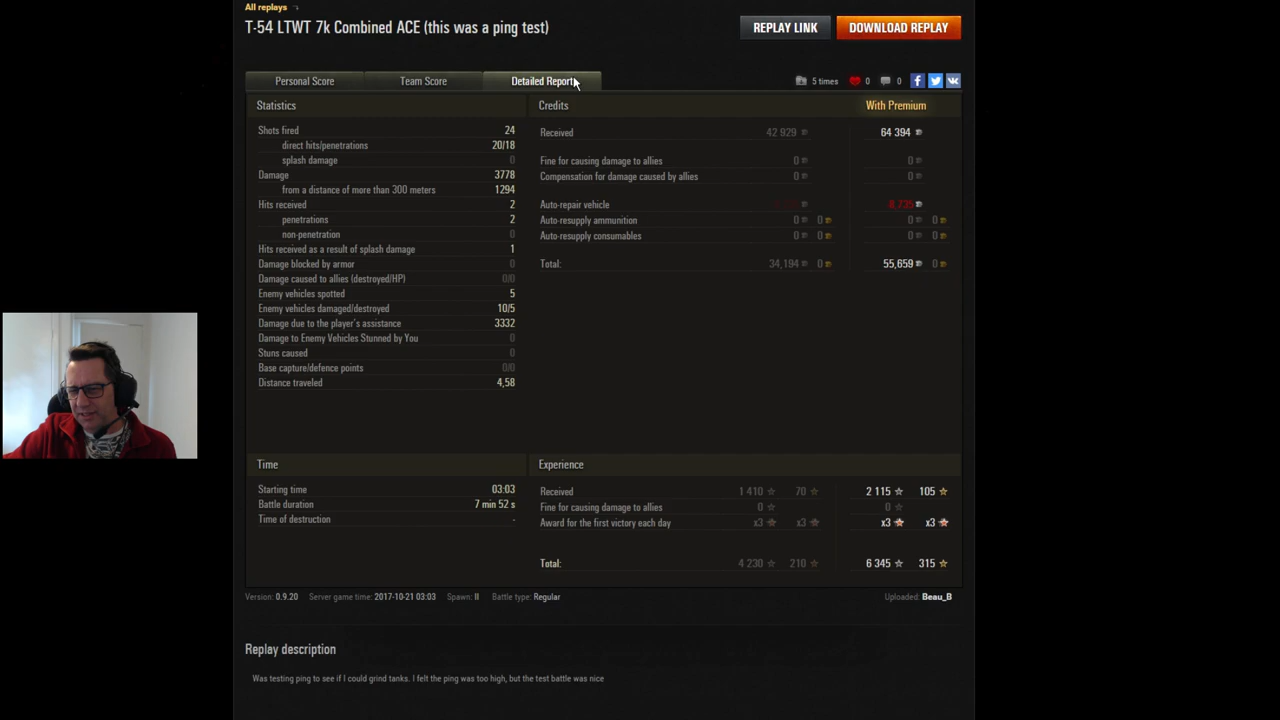 All replays
T-54 LTWT 7k Combined ACE (this was a ping test)
REPLAY LINK DOWNLOAD REPLAY
Personal Score Team Score Detailed Report 5 times 0 0
Statistics
Shots fired 24
direct hits/penetrations 20/18
splash damage 0
Damage 3778
from a distance of more than 300 meters 1294
Hits received 2
penetrations 2
non-penetration 0
Hits received as a result of splash damage 1
Damage blocked by armor 0
Damage caused to allies (destroyed/HP) 0/0
Enemy vehicles spotted 5
Enemy vehicles damaged/destroyed 10/5
Damage due to the player's assistance 3332
Damage to Enemy Vehicles Stunned by You 0
Stuns caused 0
Base capture/defence points 0/0
Distance traveled 4,58
Credits With Premium
Received 42 929 64 394
Fine for causing damage to allies 0 0
Compensation for damage caused by allies 0 0
Auto-repair vehicle -8,735
Auto-resupply ammunition 0 0 0 0
Auto-resupply consumables 0 0 0 0
Total: 34,194 0 55,659 0
Time
Starting time 03:03
Battle duration 7 min 52 s
Time of destruction -
Experience
Received 1 410 70 2 115 105
Fine for causing damage to allies 0 0
Award for the first victory each day x3 x3 x3 x3
Total: 4 230 210 6 345 315
Version: 0.9.20 Server game time: 2017-10-21 03:03 Spawn: II Battle type: Regular Uploaded: Beau_B
Replay description
Was testing ping to see if I could grind tanks. I felt the ping was too high, but the test battle was nice